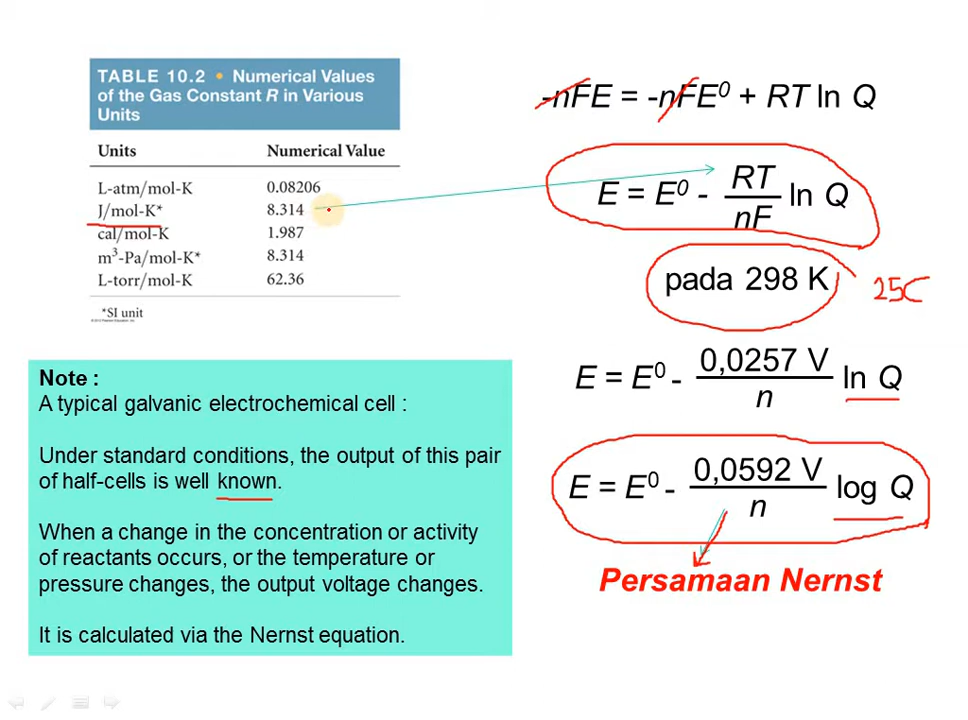 TABLE 10.2 • Numerical Values
of the Gas Constant R in Various
Units
Units Numerical Value
L-atm/mol-K 0.08206
J/mol-K* 8.314
cal/mol-K 1.987
m³-Pa/mol-K* 8.314
L-torr/mol-K 62.36
*SI unit
Note :
A typical galvanic electrochemical cell :
Under standard conditions, the output of this pair
of half-cells is well known.
When a change in the concentration or activity
of reactants occurs, or the temperature or
pressure changes, the output voltage changes.
It is calculated via the Nernst equation.
-nFE = -nFE⁰ + RT ln Q
E = E⁰ - RT/nF ln Q
pada 298 K
25C
E = E⁰ - 0,0257 V/n ln Q
E = E⁰ - 0,0592 V/n log Q
Persamaan Nernst